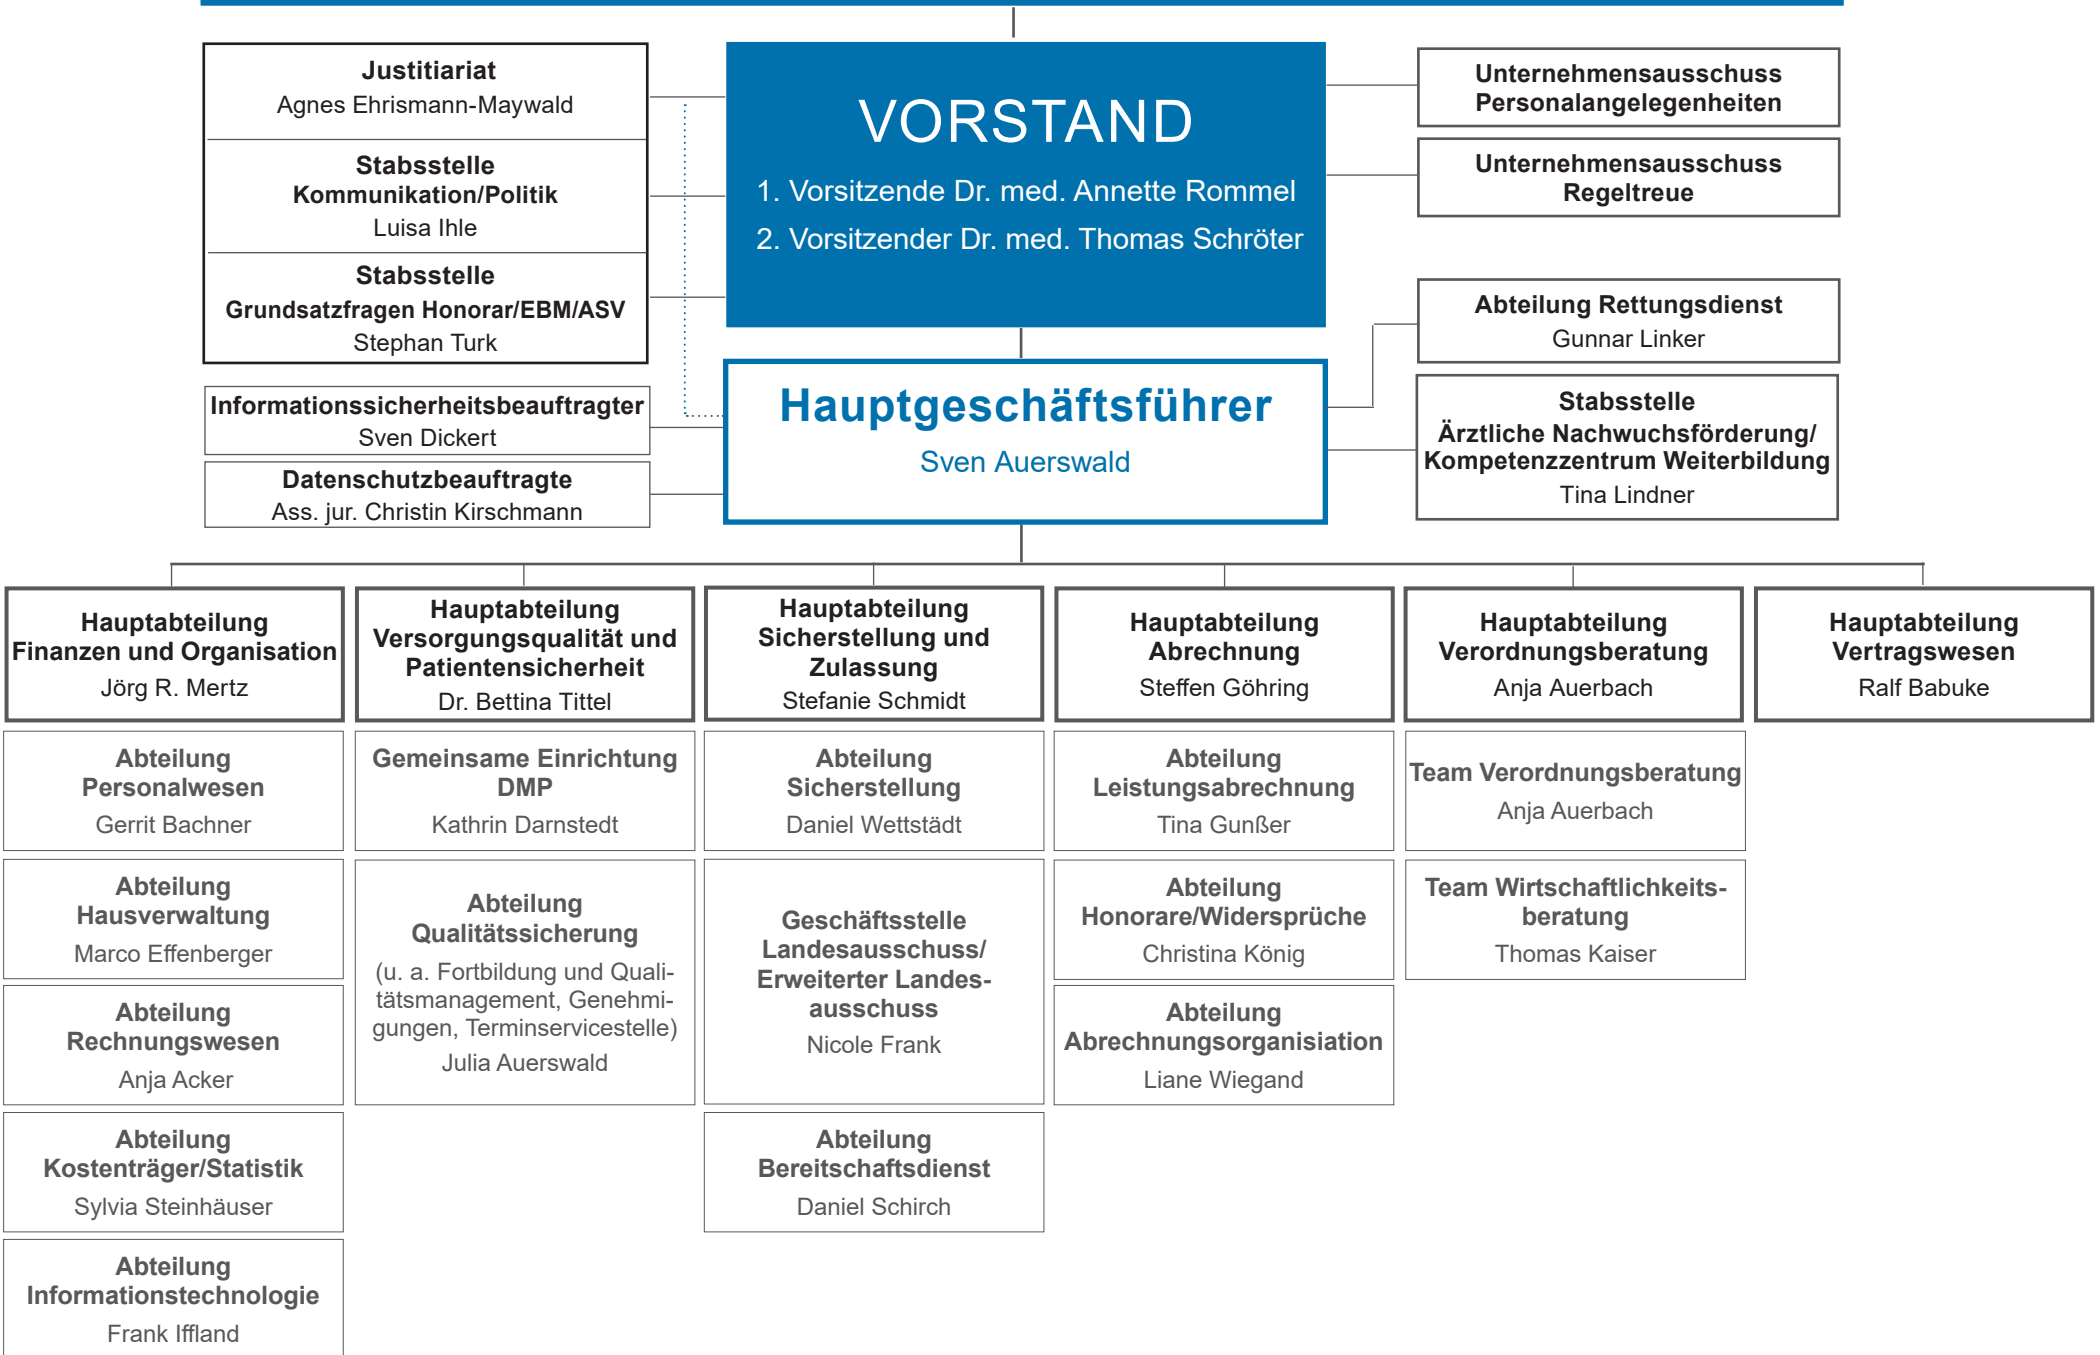 Justitiariat
Agnes Ehrismann-Maywald
Stabsstelle
Kommunikation/Politik
Luisa Ihle
Stabsstelle
Grundsatzfragen Honorar/EBM/ASV
Stephan Turk
Informationssicherheitsbeauftragter
Sven Dickert
Datenschutzbeauftragte
Ass. jur. Christin Kirschmann
VORSTAND
1. Vorsitzende Dr. med. Annette Rommel
2. Vorsitzender Dr. med. Thomas Schröter
Hauptgeschäftsführer
Sven Auerswald
Unternehmensausschuss
Personalangelegenheiten
Unternehmensausschuss
Regeltreue
Abteilung Rettungsdienst
Gunnar Linker
Stabsstelle
Ärztliche Nachwuchsförderung/
Kompetenzzentrum Weiterbildung
Tina Lindner
Hauptabteilung
Finanzen und Organisation
Jörg R. Mertz
Abteilung
Personalwesen
Gerrit Bachner
Abteilung
Hausverwaltung
Marco Effenberger
Abteilung
Rechnungswesen
Anja Acker
Abteilung
Kostenträger/Statistik
Sylvia Steinhäuser
Abteilung
Informationstechnologie
Frank Iffland
Hauptabteilung
Versorgungsqualität und
Patientensicherheit
Dr. Bettina Tittel
Gemeinsame Einrichtung
DMP
Kathrin Darnstedt
Abteilung
Qualitätssicherung
(u. a. Fortbildung und Quali-
tätsmanagement, Genehmi-
gungen, Terminservicestelle)
Julia Auerswald
Hauptabteilung
Sicherstellung und
Zulassung
Stefanie Schmidt
Abteilung
Sicherstellung
Daniel Wettstädt
Geschäftsstelle
Landesausschuss/
Erweiterter Landes-
ausschuss
Nicole Frank
Abteilung
Bereitschaftsdienst
Daniel Schirch
Hauptabteilung
Abrechnung
Steffen Göhring
Abteilung
Leistungsabrechnung
Tina Gunßer
Abteilung
Honorare/Widersprüche
Christina König
Abteilung
Abrechnungsorganisiation
Liane Wiegand
Hauptabteilung
Verordnungsberatung
Anja Auerbach
Team Verordnungsberatung
Anja Auerbach
Team Wirtschaftlichkeits-
beratung
Thomas Kaiser
Hauptabteilung
Vertragswesen
Ralf Babuke